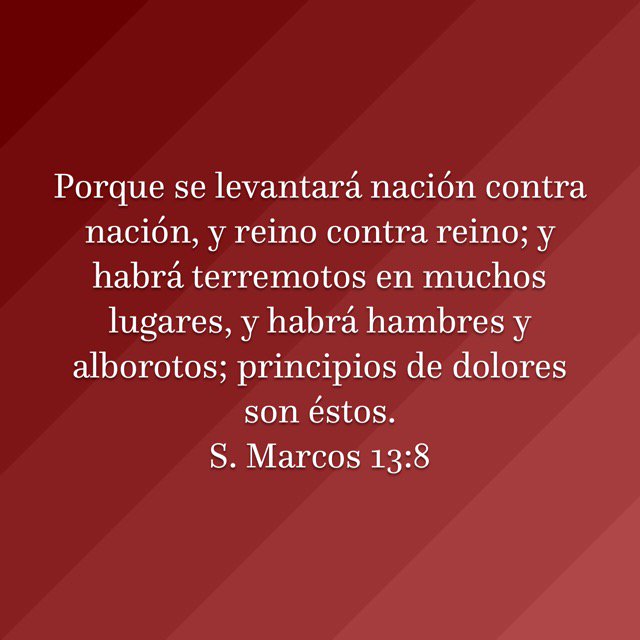 Porque se levantará nación contra
nación, y reino contra reino; y
habrá terremotos en muchos
lugares, y habrá hambres y
alborotos; principios de dolores
son éstos.
S. Marcos 13:8